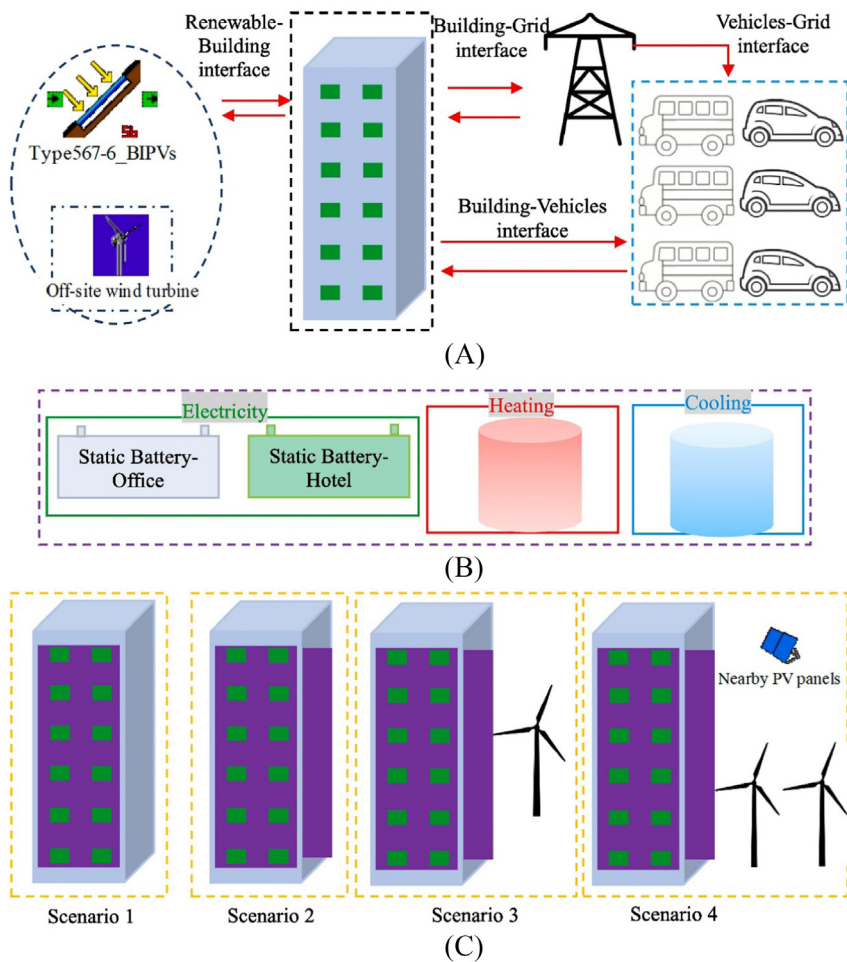 Renewable-
Building
interface
Building-Grid
interface
Vehicles-Grid
interface
Type567-6_BIPVs
Off-site wind turbine
Building-Vehicles
interface
(A)
Electricity
Heating
Cooling
Static Battery-
Office
Static Battery-
Hotel
(B)
Nearby PV panels
Scenario 1
Scenario 2
Scenario 3
Scenario 4
(C)